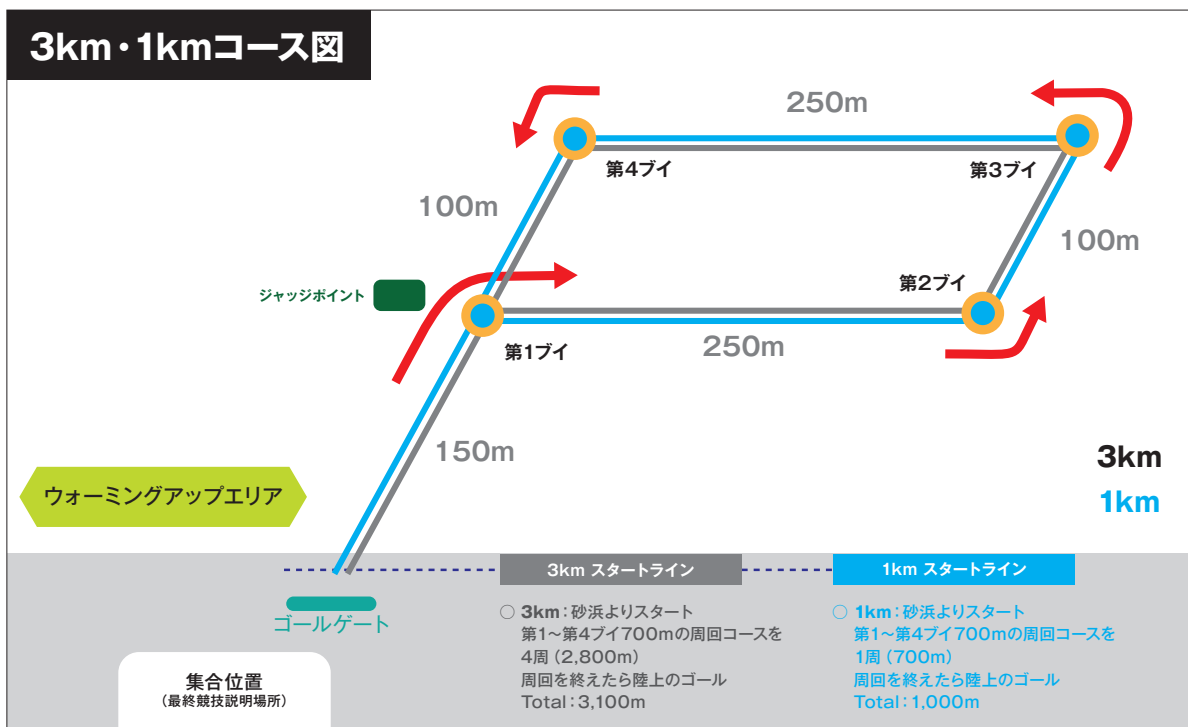 3km・1kmコース図
250m
第4ブイ
第3ブイ
100m
100m
ジャッジポイント
第2ブイ
第1ブイ
250m
150m
3km
1km
ウォーミングアップエリア
3km スタートライン
1km スタートライン
ゴールゲート
○ 3km：砂浜よりスタート
第1〜第4ブイ700mの周回コースを
4周（2,800m）
周回を終えたら陸上のゴール
Total：3,100m
○ 1km：砂浜よりスタート
第1〜第4ブイ700mの周回コースを
1周（700m）
周回を終えたら陸上のゴール
Total：1,000m
集合位置
（最終競技説明場所）